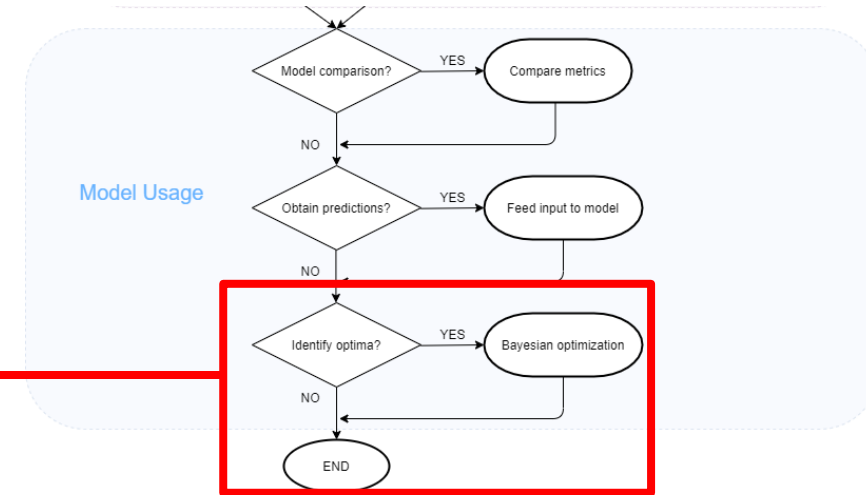 YES
Model comparison?
Compare metrics
NO
Model Usage
YES
Obtain predictions?
Feed input to model
NO
YES
Identify optima?
Bayesian optimization
NO
END